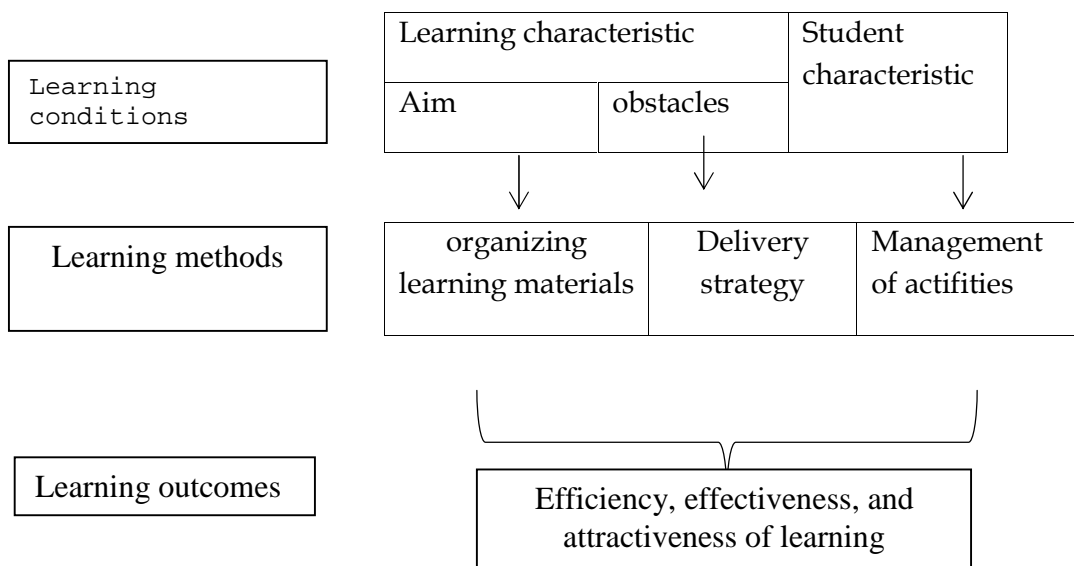 Learning
conditions
Learning characteristic
Student
characteristic
Aim
obstacles
Learning methods
organizing
learning materials
Delivery
strategy
Management
of actifities
Learning outcomes
Efficiency, effectiveness, and
attractiveness of learning